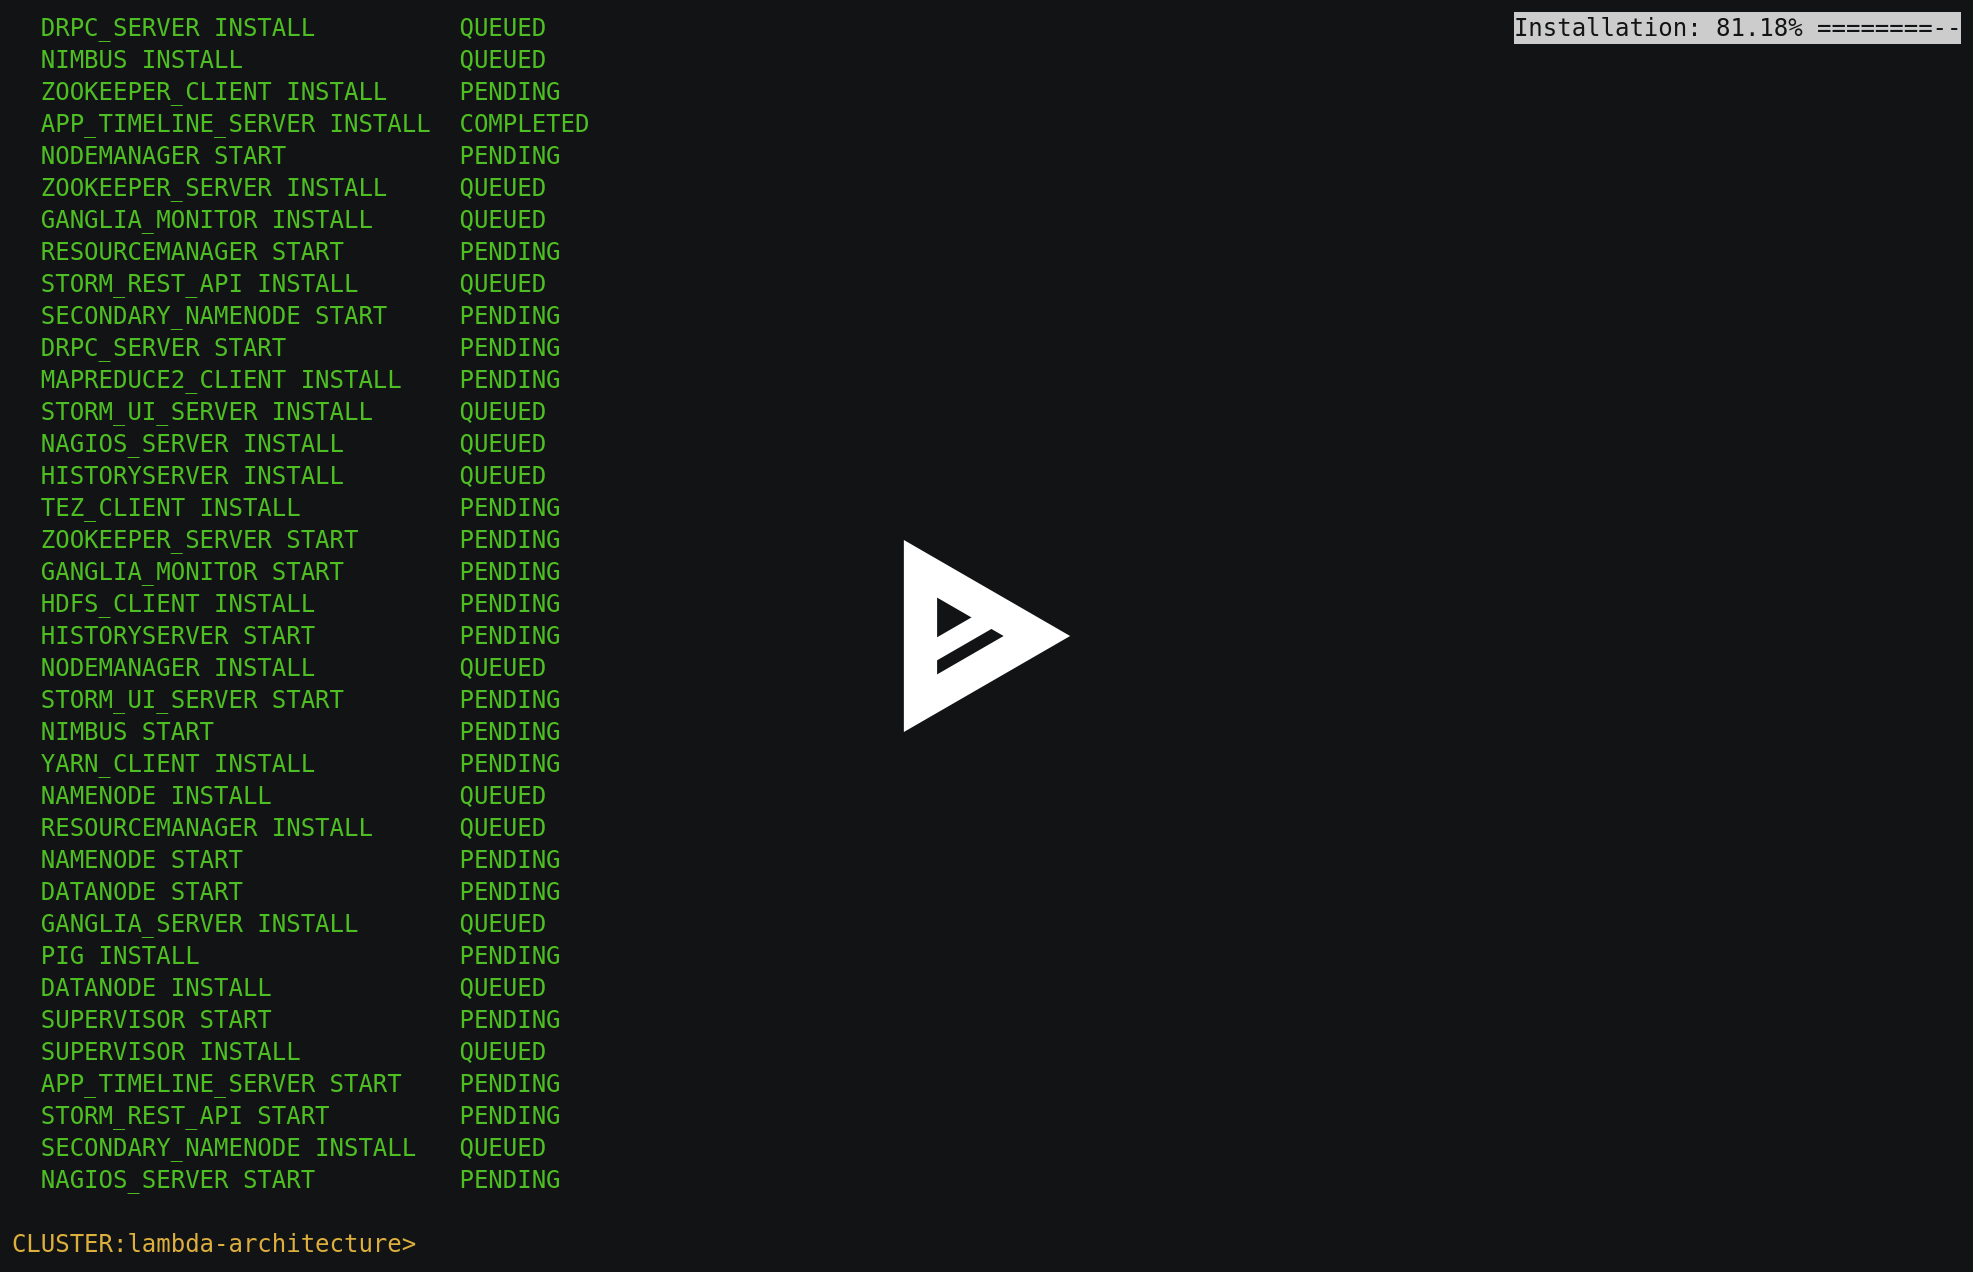 DRPC_SERVER INSTALL QUEUED Installation: 81.18% ========--
NIMBUS INSTALL QUEUED
ZOOKEEPER_CLIENT INSTALL PENDING
APP_TIMELINE_SERVER INSTALL COMPLETED
NODEMANAGER START PENDING
ZOOKEEPER_SERVER INSTALL QUEUED
GANGLIA_MONITOR INSTALL QUEUED
RESOURCEMANAGER START PENDING
STORM_REST_API INSTALL QUEUED
SECONDARY_NAMENODE START PENDING
DRPC_SERVER START PENDING
MAPREDUCE2_CLIENT INSTALL PENDING
STORM_UI_SERVER INSTALL QUEUED
NAGIOS_SERVER INSTALL QUEUED
HISTORYSERVER INSTALL QUEUED
TEZ_CLIENT INSTALL PENDING
ZOOKEEPER_SERVER START PENDING
GANGLIA_MONITOR START PENDING
HDFS_CLIENT INSTALL PENDING
HISTORYSERVER START PENDING
NODEMANAGER INSTALL QUEUED
STORM_UI_SERVER START PENDING
NIMBUS START PENDING
YARN_CLIENT INSTALL PENDING
NAMENODE INSTALL QUEUED
RESOURCEMANAGER INSTALL QUEUED
NAMENODE START PENDING
DATANODE START PENDING
GANGLIA_SERVER INSTALL QUEUED
PIG INSTALL PENDING
DATANODE INSTALL QUEUED
SUPERVISOR START PENDING
SUPERVISOR INSTALL QUEUED
APP_TIMELINE_SERVER START PENDING
STORM_REST_API START PENDING
SECONDARY_NAMENODE INSTALL QUEUED
NAGIOS_SERVER START PENDING
CLUSTER:lambda-architecture>